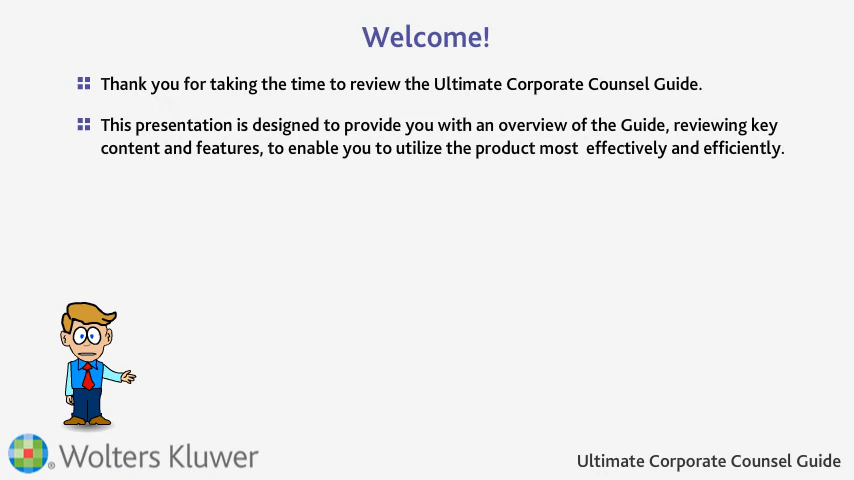 Welcome!
Thank you for taking the time to review the Ultimate Corporate Counsel Guide.
This presentation is designed to provide you with an overview of the Guide, reviewing key
content and features, to enable you to utilize the product most effectively and efficiently.
® Wolters Kluwer
Ultimate Corporate Counsel Guide